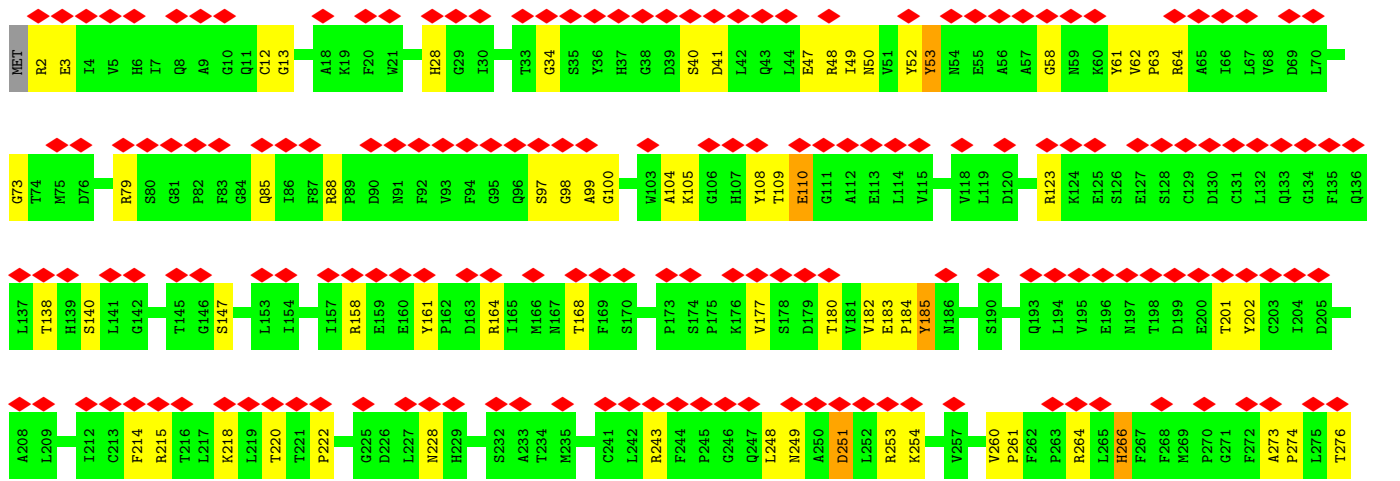 MET R2 E3 I4 V5 H6 I7 Q8 A9 G10 Q11 C12 G13 A18 K19 F20 W21 H28 G29 I30 T33 G34 S35 Y36 H37 G38 D39 S40 D41 L42 Q43 L44 E47 R48 I49 N50 V51 Y52 Y53 N54 E55 A56 A57 G58 N59 K60 Y61 V62 P63 R64 A65 I66 L67 V68 D69 L70
G73 T74 M75 D76 R79 S80 G81 P82 F83 G84 Q85 I86 F87 R88 P89 D90 N91 F92 V93 F94 G95 Q96 S97 G98 A99 G100 W103 A104 K105 G106 H107 Y108 T109 E110 G111 A112 E113 L114 V115 V118 L119 D120 R123 K124 E125 S126 E127 S128 C129 D130 C131 L132 Q133 G134 F135 Q136
L137 T138 H139 S140 L141 G142 T145 G146 S147 L153 I154 I157 R158 E159 E160 Y161 P162 D163 R164 I165 M166 N167 T168 F169 S170 P173 S174 P175 K176 V177 S178 D179 T180 V181 V182 E183 P184 Y185 N186 S190 Q193 L194 V195 E196 N197 T198 D199 E200 T201 Y202 C203 I204 D205
A208 L209 I212 C213 F214 R215 T216 L217 K218 L219 T220 T221 P222 G225 D226 L227 N228 H229 S232 A233 T234 M235 C241 L242 R243 F244 P245 G246 Q247 L248 N249 A250 D251 L252 R253 K254 V257 V260 P261 F262 P263 R264 L265 H266 F267 F268 M269 P270 G271 F272 A273 P274 L275 T276